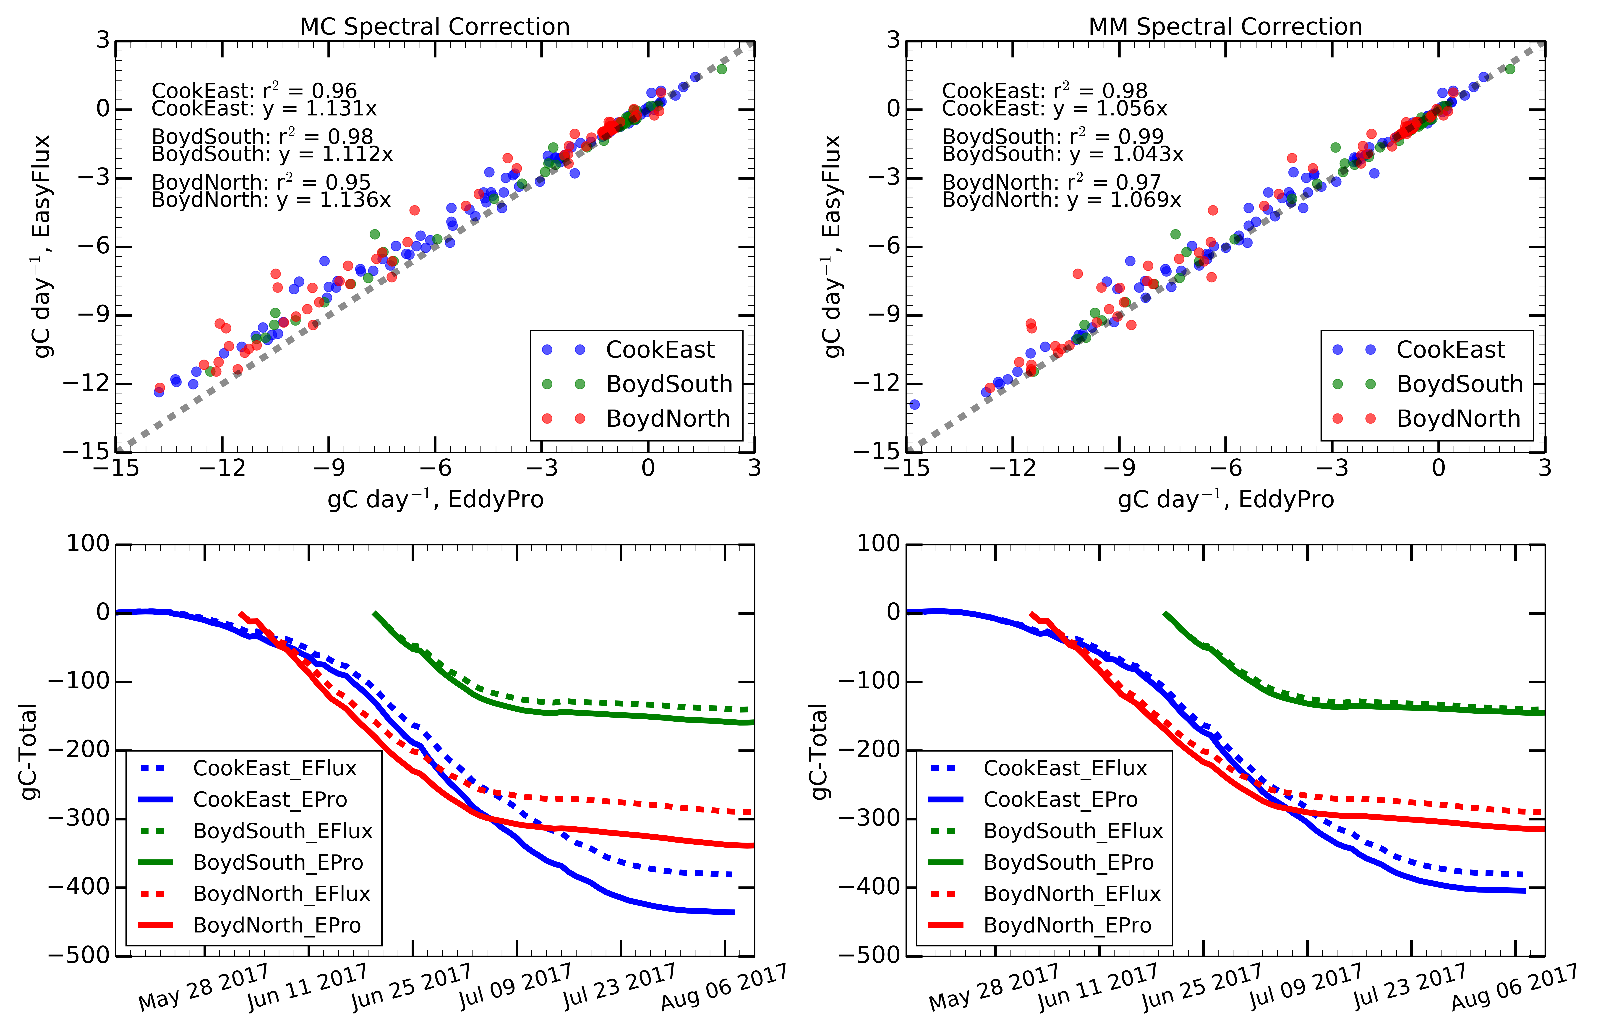 MC Spectral Correction
3
0
−3
−6
−9
−12
−15
gC day⁻¹, EasyFlux
CookEast: r² = 0.96
CookEast: y = 1.131x
BoydSouth: r² = 0.98
BoydSouth: y = 1.112x
BoydNorth: r² = 0.95
BoydNorth: y = 1.136x
CookEast
BoydSouth
BoydNorth
−15 −12 −9 −6 −3 0 3
gC day⁻¹, EddyPro
MM Spectral Correction
3
0
−3
−6
−9
−12
−15
gC day⁻¹, EasyFlux
CookEast: r² = 0.98
CookEast: y = 1.056x
BoydSouth: r² = 0.99
BoydSouth: y = 1.043x
BoydNorth: r² = 0.97
BoydNorth: y = 1.069x
CookEast
BoydSouth
BoydNorth
−15 −12 −9 −6 −3 0 3
gC day⁻¹, EddyPro
100
0
−100
−200
−300
−400
−500
gC-Total
CookEast_EFlux
CookEast_EPro
BoydSouth_EFlux
BoydSouth_EPro
BoydNorth_EFlux
BoydNorth_EPro
May 28 2017 Jun 11 2017 Jun 25 2017 Jul 09 2017 Jul 23 2017 Aug 06 2017
100
0
−100
−200
−300
−400
−500
gC-Total
CookEast_EFlux
CookEast_EPro
BoydSouth_EFlux
BoydSouth_EPro
BoydNorth_EFlux
BoydNorth_EPro
May 28 2017 Jun 11 2017 Jun 25 2017 Jul 09 2017 Jul 23 2017 Aug 06 2017